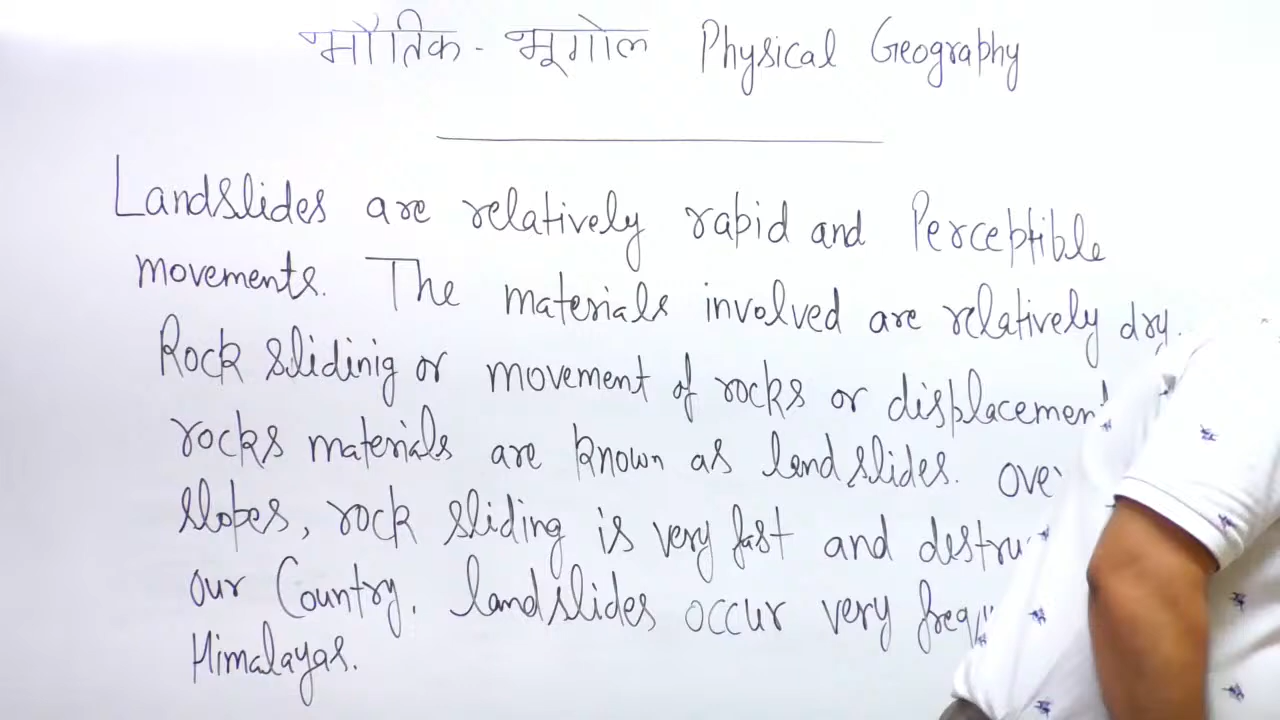 भौतिक - भूगोल Physical Geography
Landslides are relatively rapid and Perceptible
movements. The materials involved are relatively dry.
Rock slidinig or movement of rocks or displacement
rocks materials are known as landslides.
slopes, rock sliding is very fast and
our Country. landslides occur very
Himalayas.